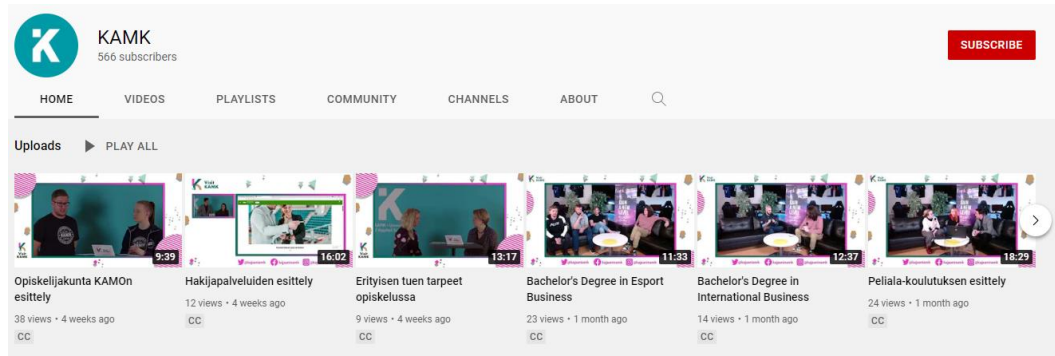 KAMK
566 subscribers
SUBSCRIBE
HOME VIDEOS PLAYLISTS COMMUNITY CHANNELS ABOUT
Uploads PLAY ALL
9:39
16:02
13:17
11:33
12:37
18:29
Opiskelijakunta KAMOn
esittely
38 views • 4 weeks ago
CC
Hakijapalveluiden esittely
12 views • 4 weeks ago
CC
Erityisen tuen tarpeet
opiskelussa
9 views • 4 weeks ago
CC
Bachelor's Degree in Esport
Business
23 views • 1 month ago
CC
Bachelor's Degree in
International Business
14 views • 1 month ago
CC
Peliala-koulutuksen esittely
24 views • 1 month ago
CC